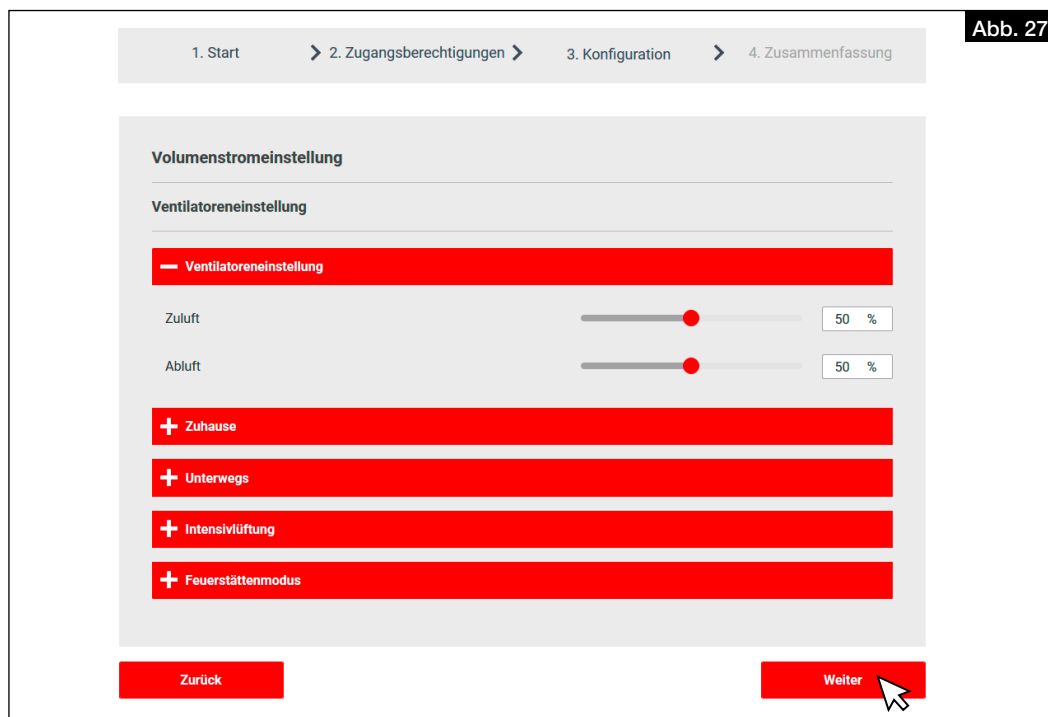 Abb. 27
1. Start 2. Zugangsberechtigungen 3. Konfiguration 4. Zusammenfassung
Volumenstromeinstellung
Ventilatoreneinstellung
Ventilatoreneinstellung
Zuluft 50 %
Abluft 50 %
Zuhause
Unterwegs
Intensivlüftung
Feuerstättenmodus
Zurück Weiter